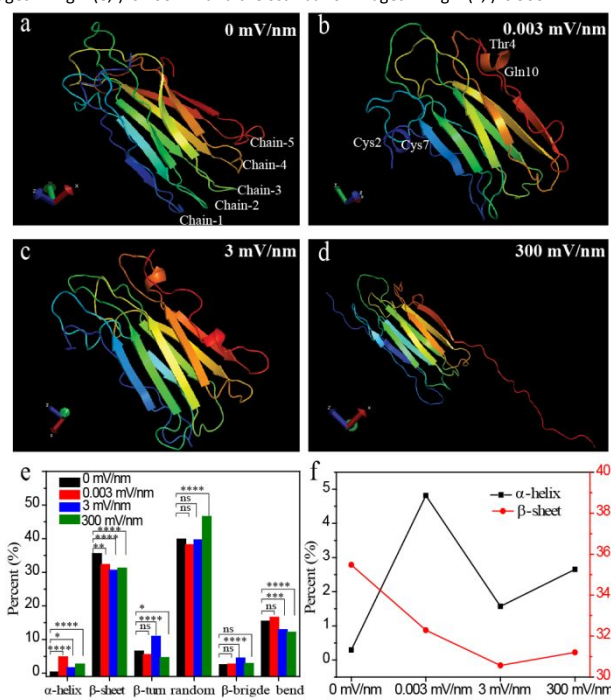 a
0 mV/nm
Chain-5
Chain-4
Chain-3
Chain-2
Chain-1
b
0.003 mV/nm
Thr4
Gln10
Cys2
Cys7
c
3 mV/nm
d
300 mV/nm
e
0 mV/nm
0.003 mV/nm
3 mV/nm
300 mV/nm
Percent (%)
50
40
30
20
10
0
****
*
****
****
****
**
*
****
ns
****
ns
ns
ns
****
ns
****
***
ns
α-helix
β-sheet
β-turn
random
β-brigde
bend
f
α-helix
β-sheet
Percent (%)
6
5
4
3
2
1
0
40
38
36
34
32
30
0 mV/nm
0.003 mV/nm
3 mV/nm
300 mV/nm